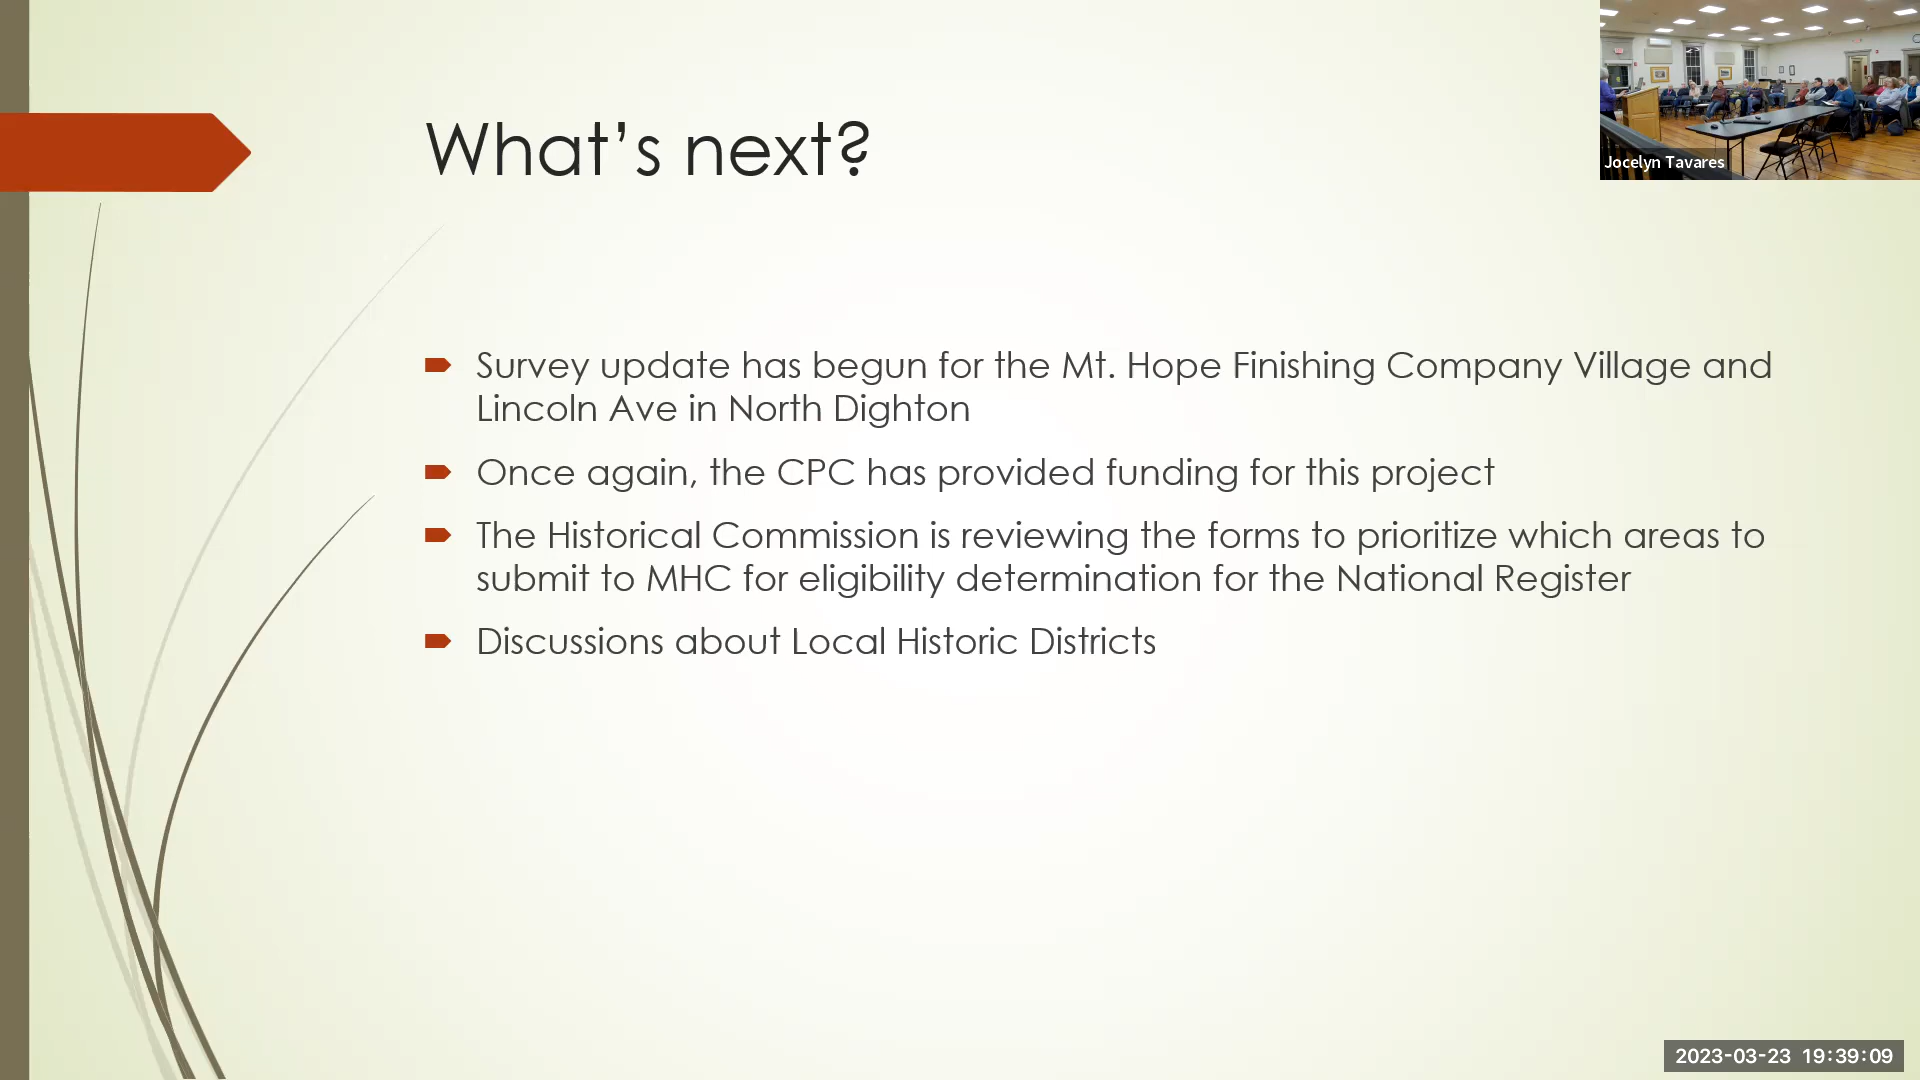 What's next?
Jocelyn Tavares
Survey update has begun for the Mt. Hope Finishing Company Village and
Lincoln Ave in North Dighton
Once again, the CPC has provided funding for this project
The Historical Commission is reviewing the forms to prioritize which areas to
submit to MHC for eligibility determination for the National Register
Discussions about Local Historic Districts
2023-03-23 19:39:09